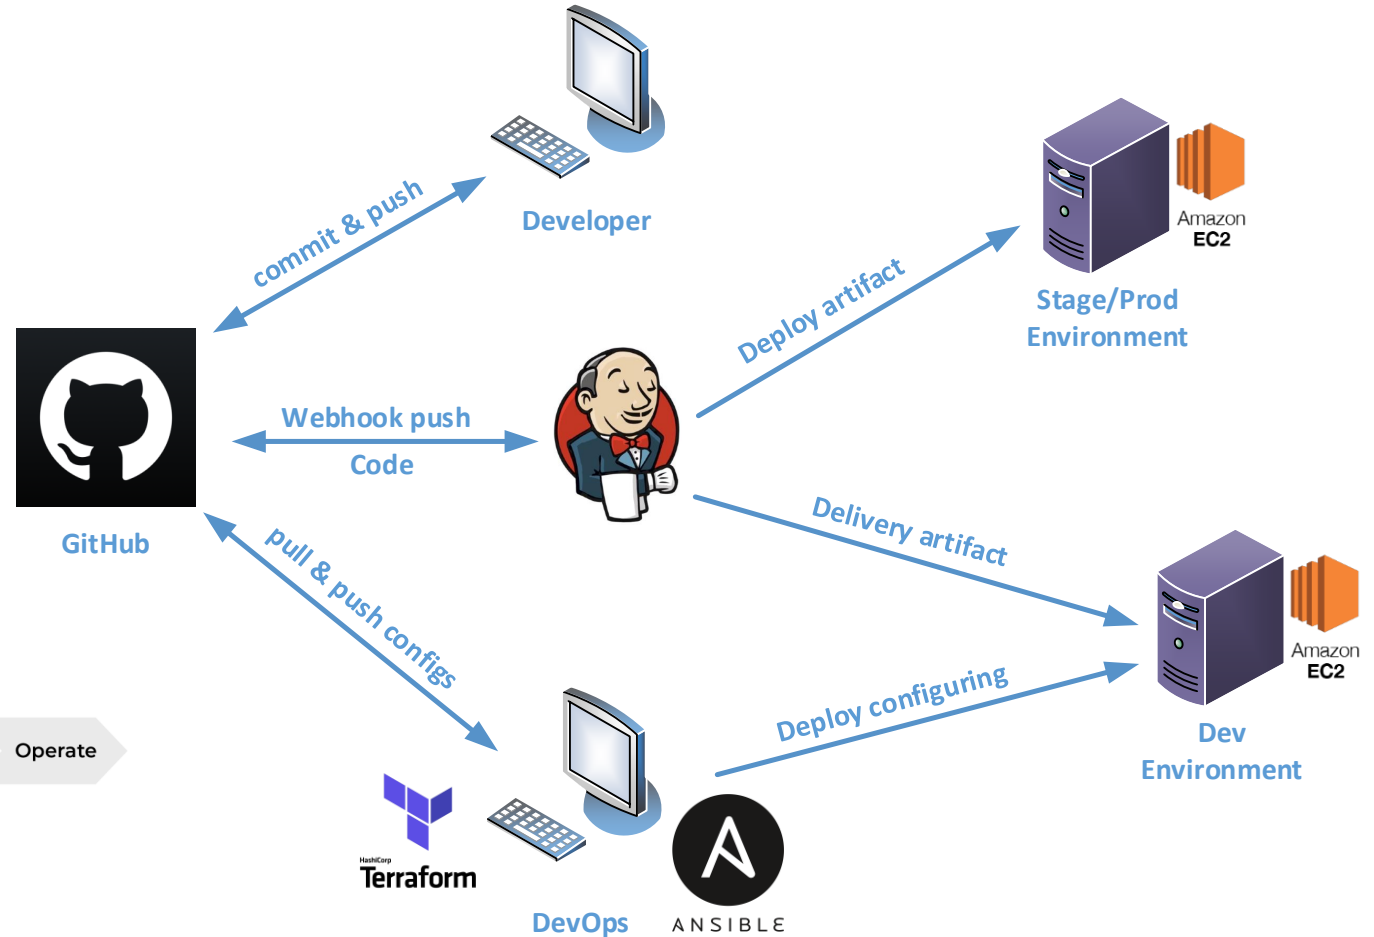 commit & push
Developer
Amazon
EC2
Stage/Prod
Environment
Deploy artifact
Webhook push
Code
GitHub
pull & push configs
Delivery artifact
Amazon
EC2
Dev
Environment
Deploy configuring
Operate
HashiCorp
Terraform
DevOps
ANSIBLE